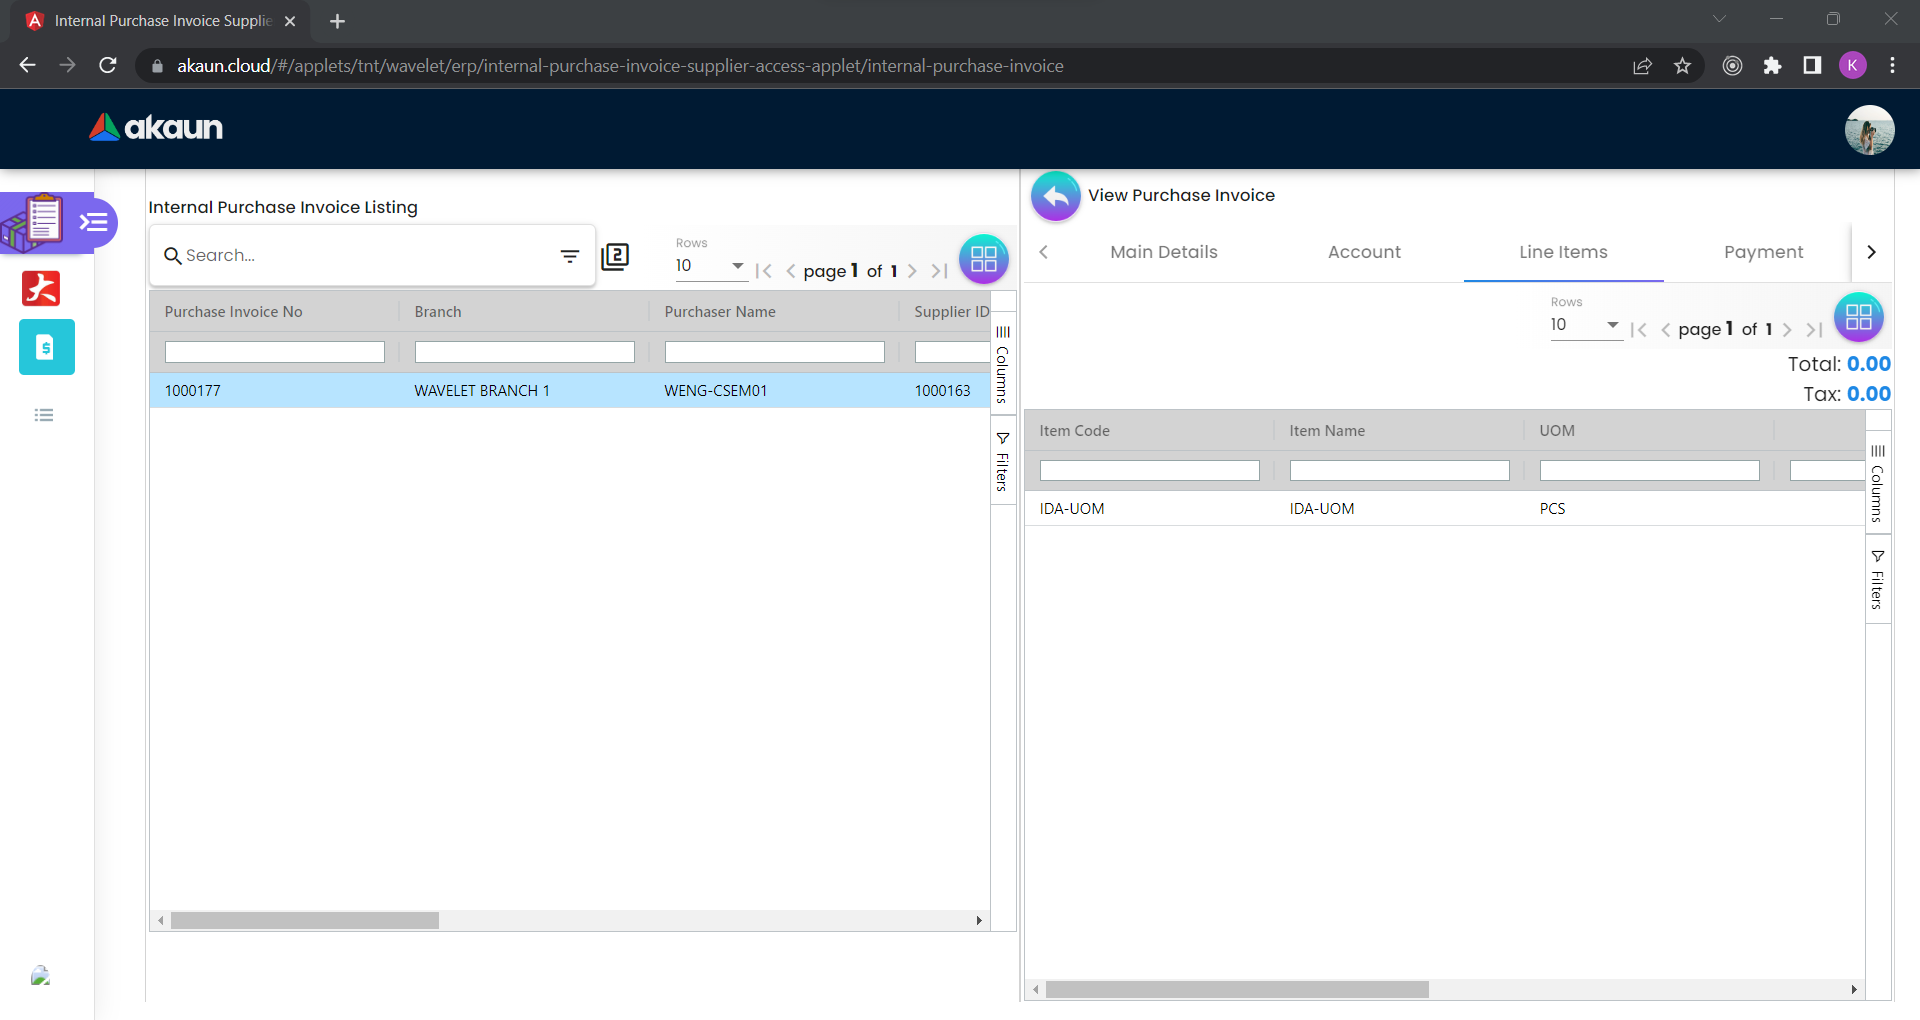 Internal Purchase Invoice Supplie
akaun.cloud/#/applets/tnt/wavelet/erp/internal-purchase-invoice-supplier-access-applet/internal-purchase-invoice
K
akaun
Internal Purchase Invoice Listing
Search...
2
Rows
10
page 1 of 1
Purchase Invoice No Branch Purchaser Name Supplier ID
1000177 WAVELET BRANCH 1 WENG-CSEM01 1000163
Columns
Filters
View Purchase Invoice
Main Details Account Line Items Payment
Rows
10
page 1 of 1
Total: 0.00
Tax: 0.00
Item Code Item Name UOM
IDA-UOM IDA-UOM PCS
Columns
Filters